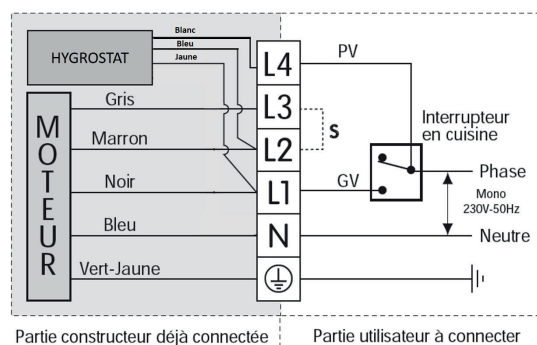 Blanc
Bleu
Jaune
HYGROSTAT
MOTEUR
Gris
Marron
Noir
Bleu
Vert-Jaune
L4
L3
L2
L1
N
S
PV
GV
Interrupteur
en cuisine
Phase
Mono
230V-50Hz
Neutre
Partie constructeur déjà connectée
Partie utilisateur à connecter